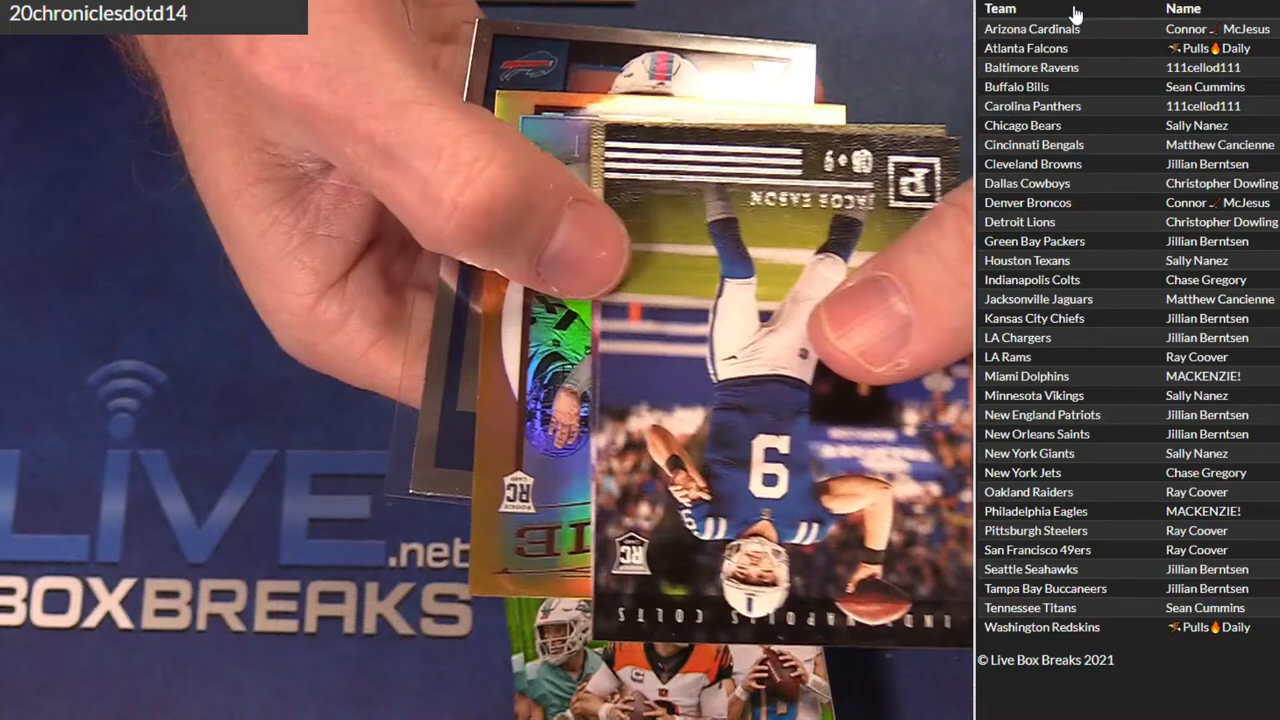 20chroniclesdotd14
Team Name
Arizona Cardinals Connor McJesus
Atlanta Falcons Pulls🔥Daily
Baltimore Ravens 111cellod111
Buffalo Bills Sean Cummins
Carolina Panthers 111cellod111
Chicago Bears Sally Nanez
Cincinnati Bengals Matthew Cancienne
Cleveland Browns Jillian Berntsen
Dallas Cowboys Christopher Dowling
Denver Broncos Connor McJesus
Detroit Lions Christopher Dowling
Green Bay Packers Jillian Berntsen
Houston Texans Sally Nanez
Indianapolis Colts Chase Gregory
Jacksonville Jaguars Matthew Cancienne
Kansas City Chiefs Jillian Berntsen
LA Chargers Jillian Berntsen
LA Rams Ray Coover
Miami Dolphins MACKENZIE!
Minnesota Vikings Sally Nanez
New England Patriots Jillian Berntsen
New Orleans Saints Jillian Berntsen
New York Giants Sally Nanez
New York Jets Chase Gregory
Oakland Raiders Ray Coover
Philadelphia Eagles MACKENZIE!
Pittsburgh Steelers Ray Coover
San Francisco 49ers Ray Coover
Seattle Seahawks Jillian Berntsen
Tampa Bay Buccaneers Jillian Berntsen
Tennessee Titans Sean Cummins
Washington Redskins Pulls🔥Daily
© Live Box Breaks 2021
JACOB EASON
R
9
RC
INDIANAPOLIS COLTS
RC
LIVE.net
BOXBREAKS